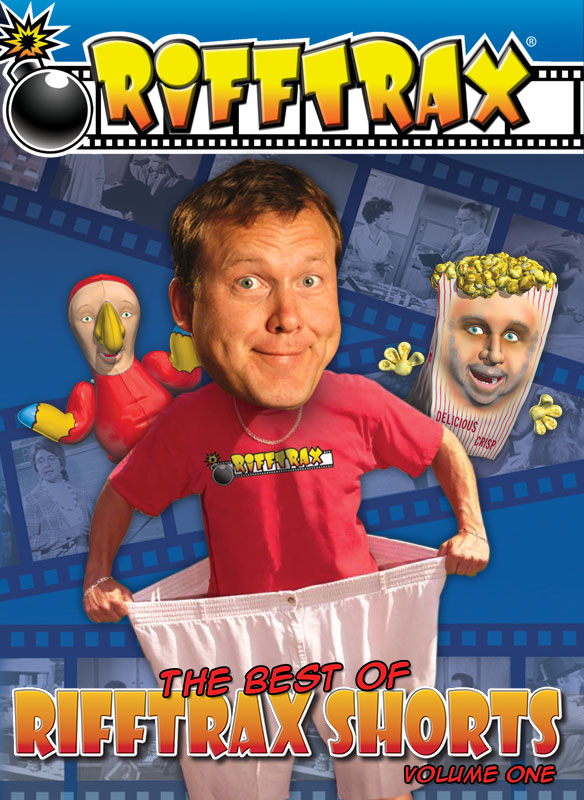 RIFFTRAX®
DELICIOUS
CRISP
RIFFTRAX
THE BEST OF
RIFFTRAX SHORTS
VOLUME ONE